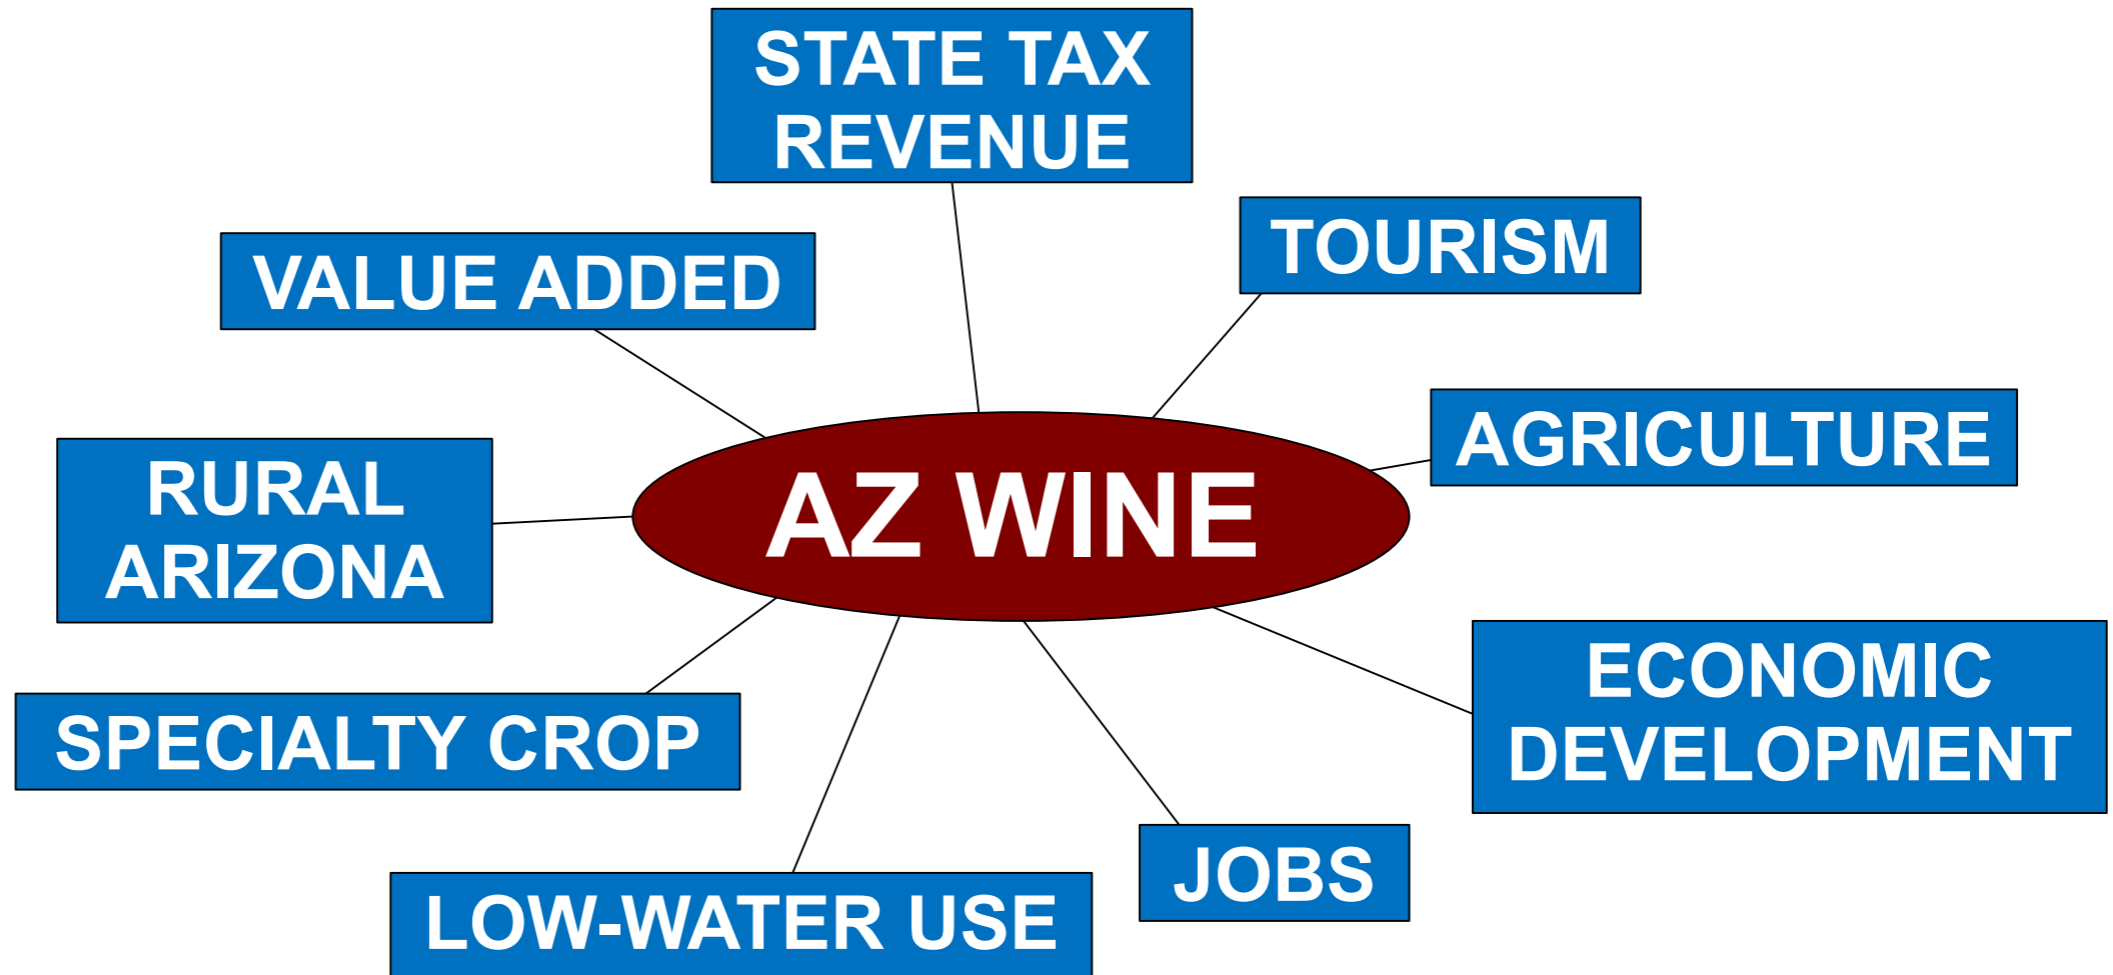 STATE TAX
REVENUE
TOURISM
VALUE ADDED
AGRICULTURE
RURAL
ARIZONA
AZ WINE
ECONOMIC
DEVELOPMENT
SPECIALTY CROP
JOBS
LOW-WATER USE